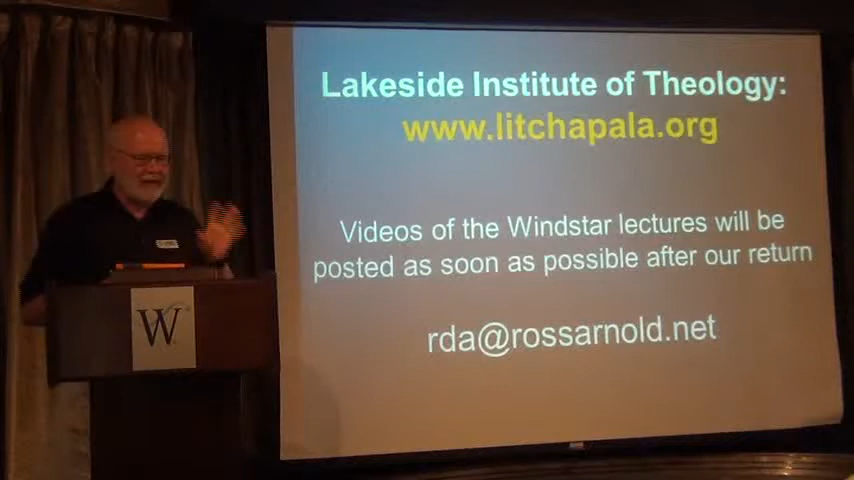 Lakeside Institute of Theology:
www.litchapala.org
Videos of the Windstar lectures will be
posted as soon as possible after our return
rda@rossarnold.net
W